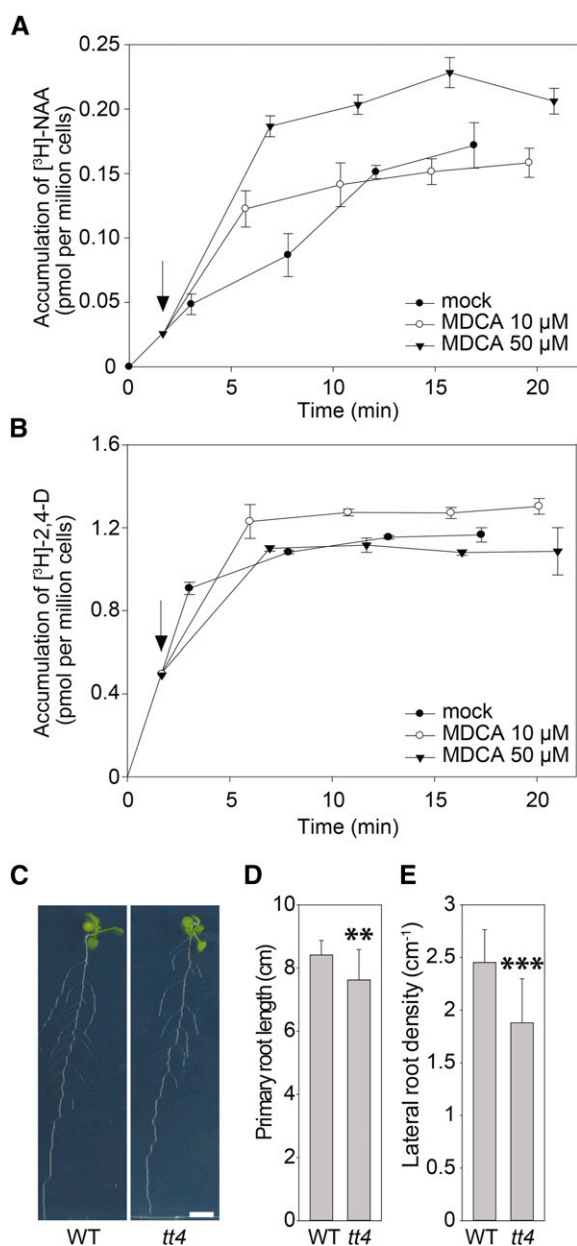 A
Accumulation of [³H]-NAA
(pmol per million cells)
0.25
0.20
0.15
0.10
0.05
0
mock
MDCA 10 µM
MDCA 50 µM
0 5 10 15 20
Time (min)
B
Accumulation of [³H]-2,4-D
(pmol per million cells)
1.6
1.2
0.8
0.4
0
mock
MDCA 10 µM
MDCA 50 µM
0 5 10 15 20
Time (min)
C
WT tt4
D
Primary root length (cm)
10
8
6
4
2
0
**
WT tt4
E
Lateral root density (cm⁻¹)
3
2.5
2
1.5
1
0.5
0
***
WT tt4